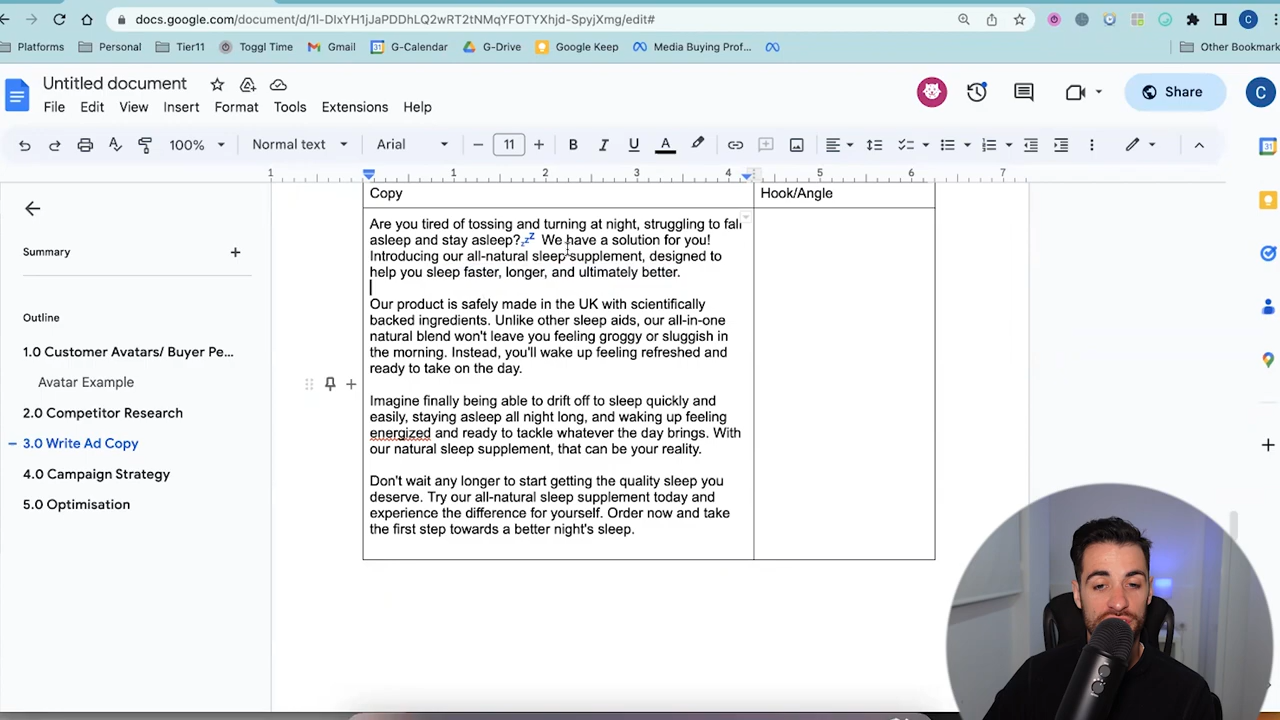 docs.google.com/document/d/1I-DIxYH1jJaPDDhLQ2wRT2tNMqYFOTYXhjd-SpyjXmg/edit#
Platforms Personal Tier11 Toggl Time Gmail G-Calendar G-Drive Google Keep Media Buying Prof... Other Bookmark
Untitled document
Share
C
File Edit View Insert Format Tools Extensions Help
100% Normal text Arial 11
1 1 2 3 4 5 6 7
Summary
Outline
1.0 Customer Avatars/ Buyer Pe...
Avatar Example
2.0 Competitor Research
3.0 Write Ad Copy
4.0 Campaign Strategy
5.0 Optimisation
Copy Hook/Angle
Are you tired of tossing and turning at night, struggling to fall
asleep and stay asleep?💤 We have a solution for you!
Introducing our all-natural sleep supplement, designed to
help you sleep faster, longer, and ultimately better.
Our product is safely made in the UK with scientifically
backed ingredients. Unlike other sleep aids, our all-in-one
natural blend won't leave you feeling groggy or sluggish in
the morning. Instead, you'll wake up feeling refreshed and
ready to take on the day.
Imagine finally being able to drift off to sleep quickly and
easily, staying asleep all night long, and waking up feeling
energized and ready to tackle whatever the day brings. With
our natural sleep supplement, that can be your reality.
Don't wait any longer to start getting the quality sleep you
deserve. Try our all-natural sleep supplement today and
experience the difference for yourself. Order now and take
the first step towards a better night's sleep.